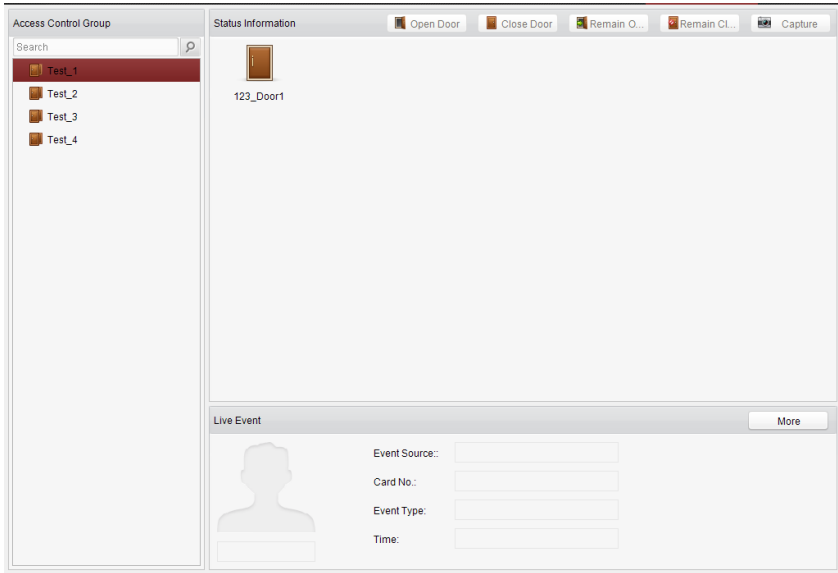 Access Control Group
Search
Test_1
Test_2
Test_3
Test_4
Status Information
Open Door
Close Door
Remain O...
Remain Cl...
Capture
123_Door1
Live Event
More
Event Source::
Card No.:
Event Type:
Time: